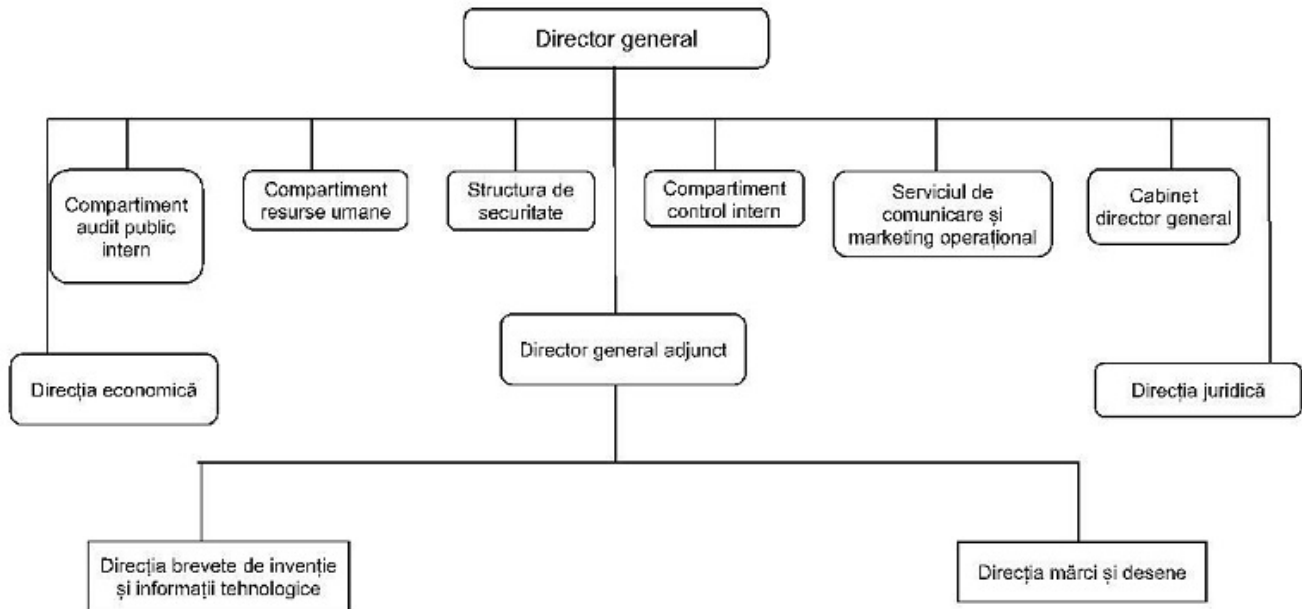 Director general
Compartiment
audit public
intern
Compartiment
resurse umane
Structura de
securitate
Compartiment
control intern
Serviciul de
comunicare și
marketing operațional
Cabinet
director general
Direcția economică
Director general adjunct
Direcția juridică
Direcția brevete de invenție
și informații tehnologice
Direcția mărci și desene